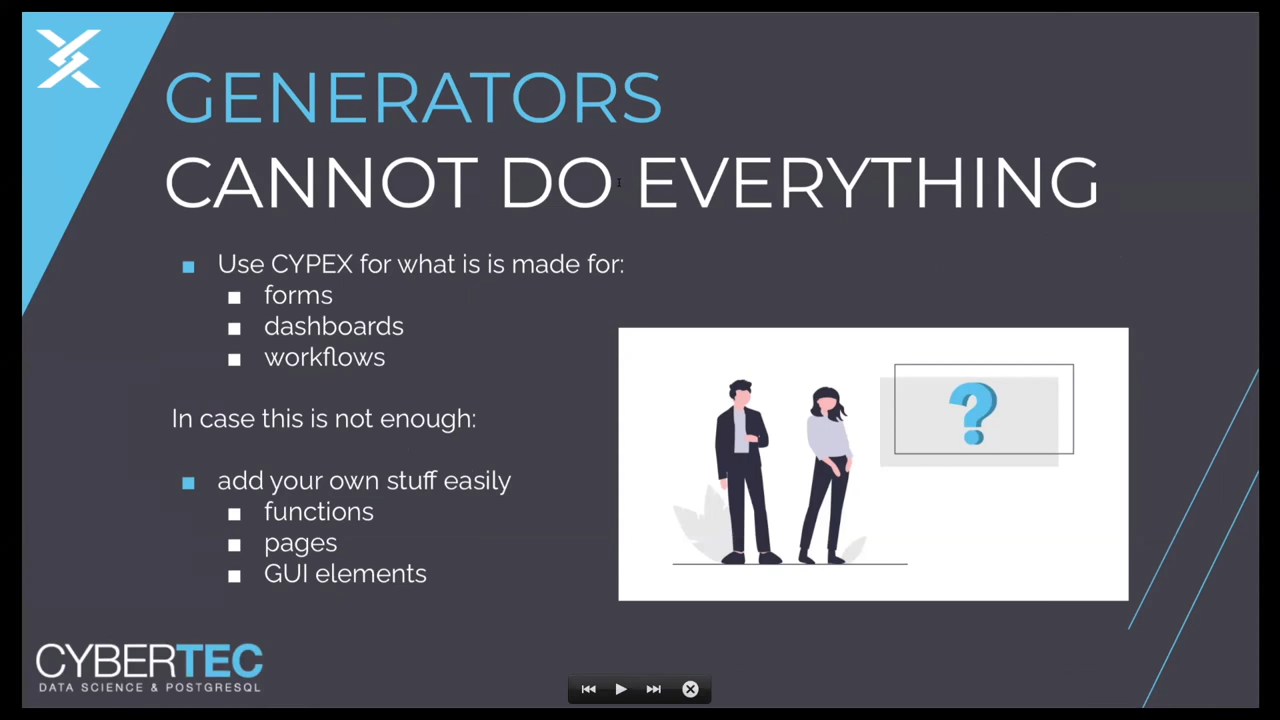 GENERATORS
CANNOT DO EVERYTHING
Use CYPEX for what is is made for:
forms
dashboards
workflows
In case this is not enough:
add your own stuff easily
functions
pages
GUI elements
?
CYBERTEC
DATA SCIENCE & POSTGRESQL